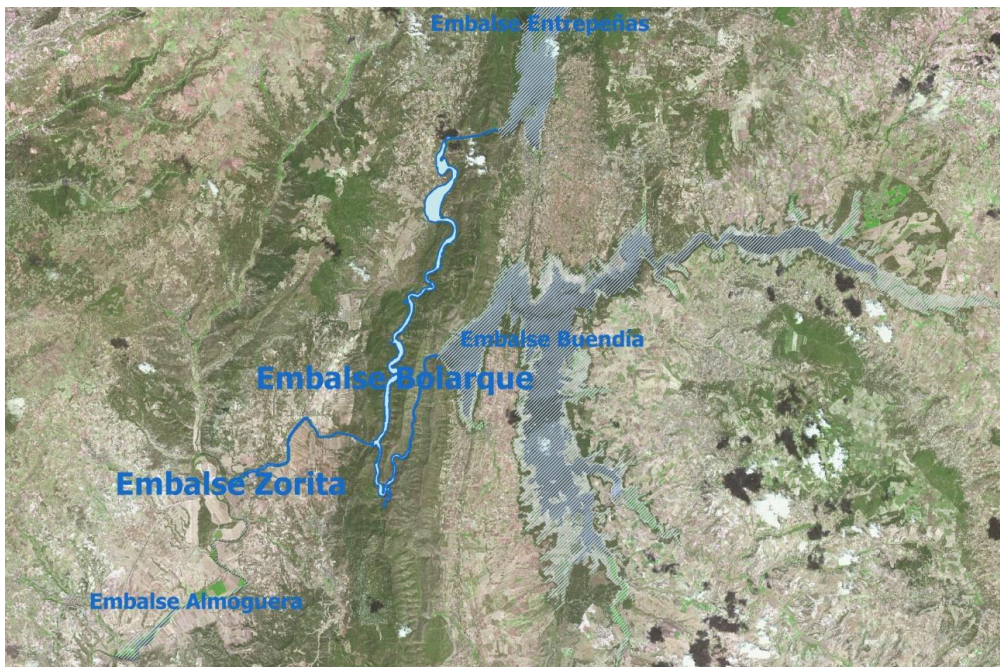 Embalse Entrepeñas
Embalse Buendía
Embalse Bolarque
Embalse Zorita
Embalse Almoguera